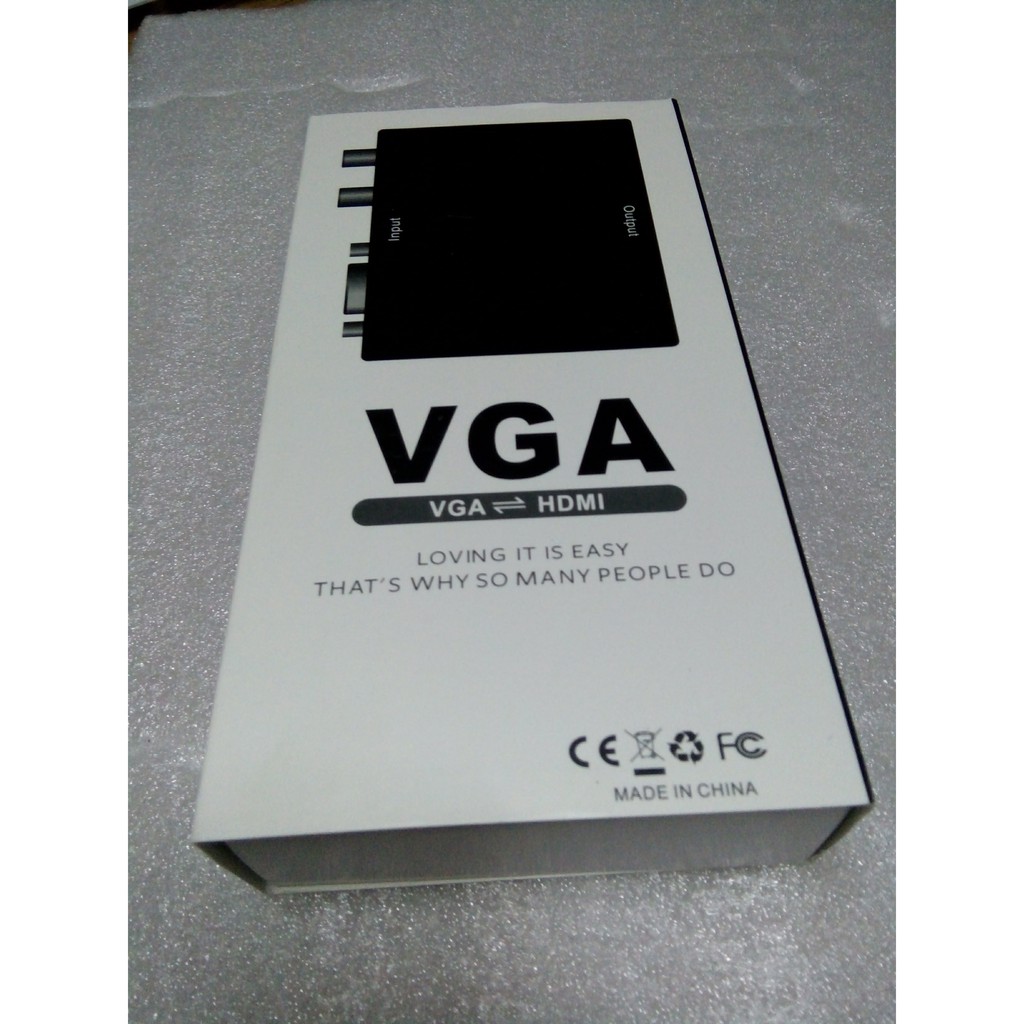 Input
Output
VGA
VGA ⇌ HDMI
LOVING IT IS EASY
THAT'S WHY SO MANY PEOPLE DO
CE FC
MADE IN CHINA